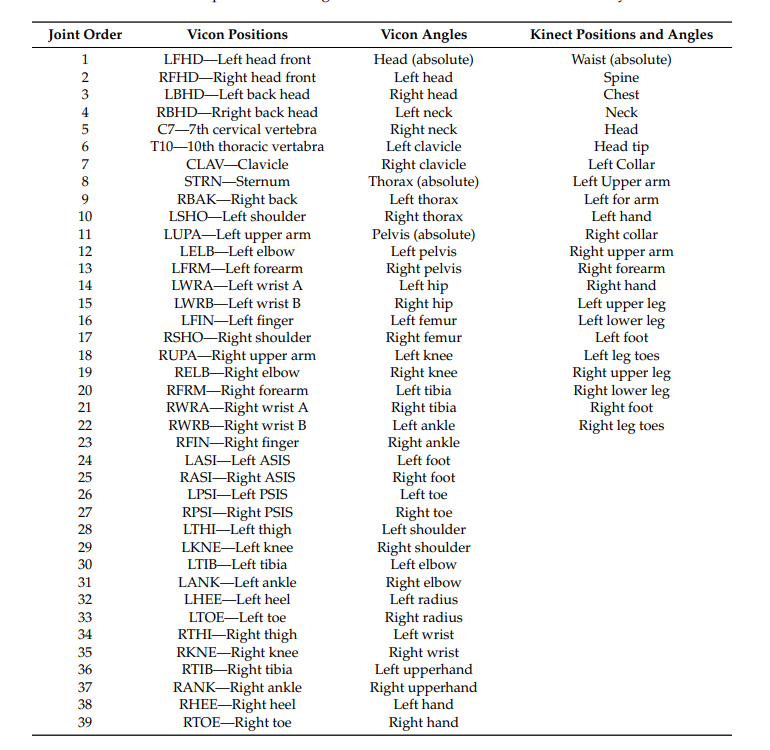 Joint Order Vicon Positions Vicon Angles Kinect Positions and Angles
1 LFHD—Left head front Head (absolute) Waist (absolute)
2 RFHD—Right head front Left head Spine
3 LBHD—Left back head Right head Chest
4 RBHD—Rright back head Left neck Neck
5 C7—7th cervical vertebra Right neck Head
6 T10—10th thoracic vertabra Left clavicle Head tip
7 CLAV—Clavicle Right clavicle Left Collar
8 STRN—Sternum Thorax (absolute) Left Upper arm
9 RBAK—Right back Left thorax Left for arm
10 LSHO—Left shoulder Right thorax Left hand
11 LUPA—Left upper arm Pelvis (absolute) Right collar
12 LELB—Left elbow Left pelvis Right upper arm
13 LFRM—Left forearm Right pelvis Right forearm
14 LWRA—Left wrist A Left hip Right hand
15 LWRB—Left wrist B Right hip Left upper leg
16 LFIN—Left finger Left femur Left lower leg
17 RSHO—Right shoulder Right femur Left foot
18 RUPA—Right upper arm Left knee Left leg toes
19 RELB—Right elbow Right knee Right upper leg
20 RFRM—Right forearm Left tibia Right lower leg
21 RWRA—Right wrist A Right tibia Right foot
22 RWRB—Right wrist B Left ankle Right leg toes
23 RFIN—Right finger Right ankle
24 LASI—Left ASIS Left foot
25 RASI—Right ASIS Right foot
26 LPSI—Left PSIS Left toe
27 RPSI—Right PSIS Right toe
28 LTHI—Left thigh Left shoulder
29 LKNE—Left knee Right shoulder
30 LTIB—Left tibia Left elbow
31 LANK—Left ankle Right elbow
32 LHEE—Left heel Left radius
33 LTOE—Left toe Right radius
34 RTHI—Right thigh Left wrist
35 RKNE—Right knee Right wrist
36 RTIB—Right tibia Left upperhand
37 RANK—Right ankle Right upperhand
38 RHEE—Right heel Left hand
39 RTOE—Right toe Right hand